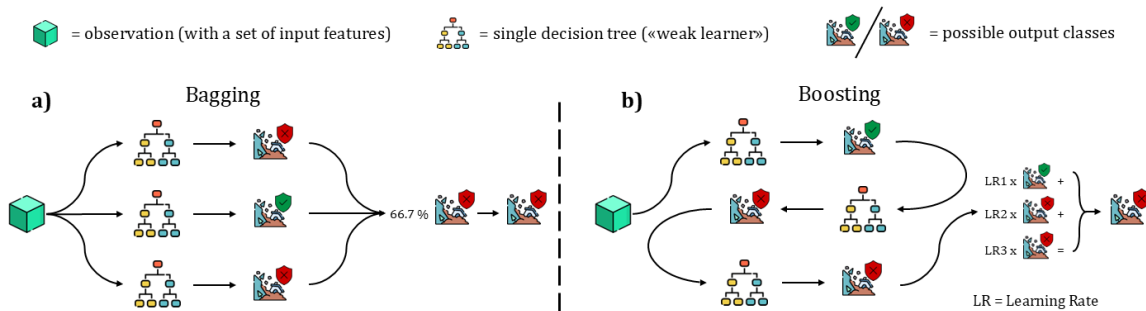 = observation (with a set of input features)
= single decision tree («weak learner»)
= possible output classes
a)
Bagging
66.7 %
b)
Boosting
LR1 x +
LR2 x +
LR3 x =
LR = Learning Rate